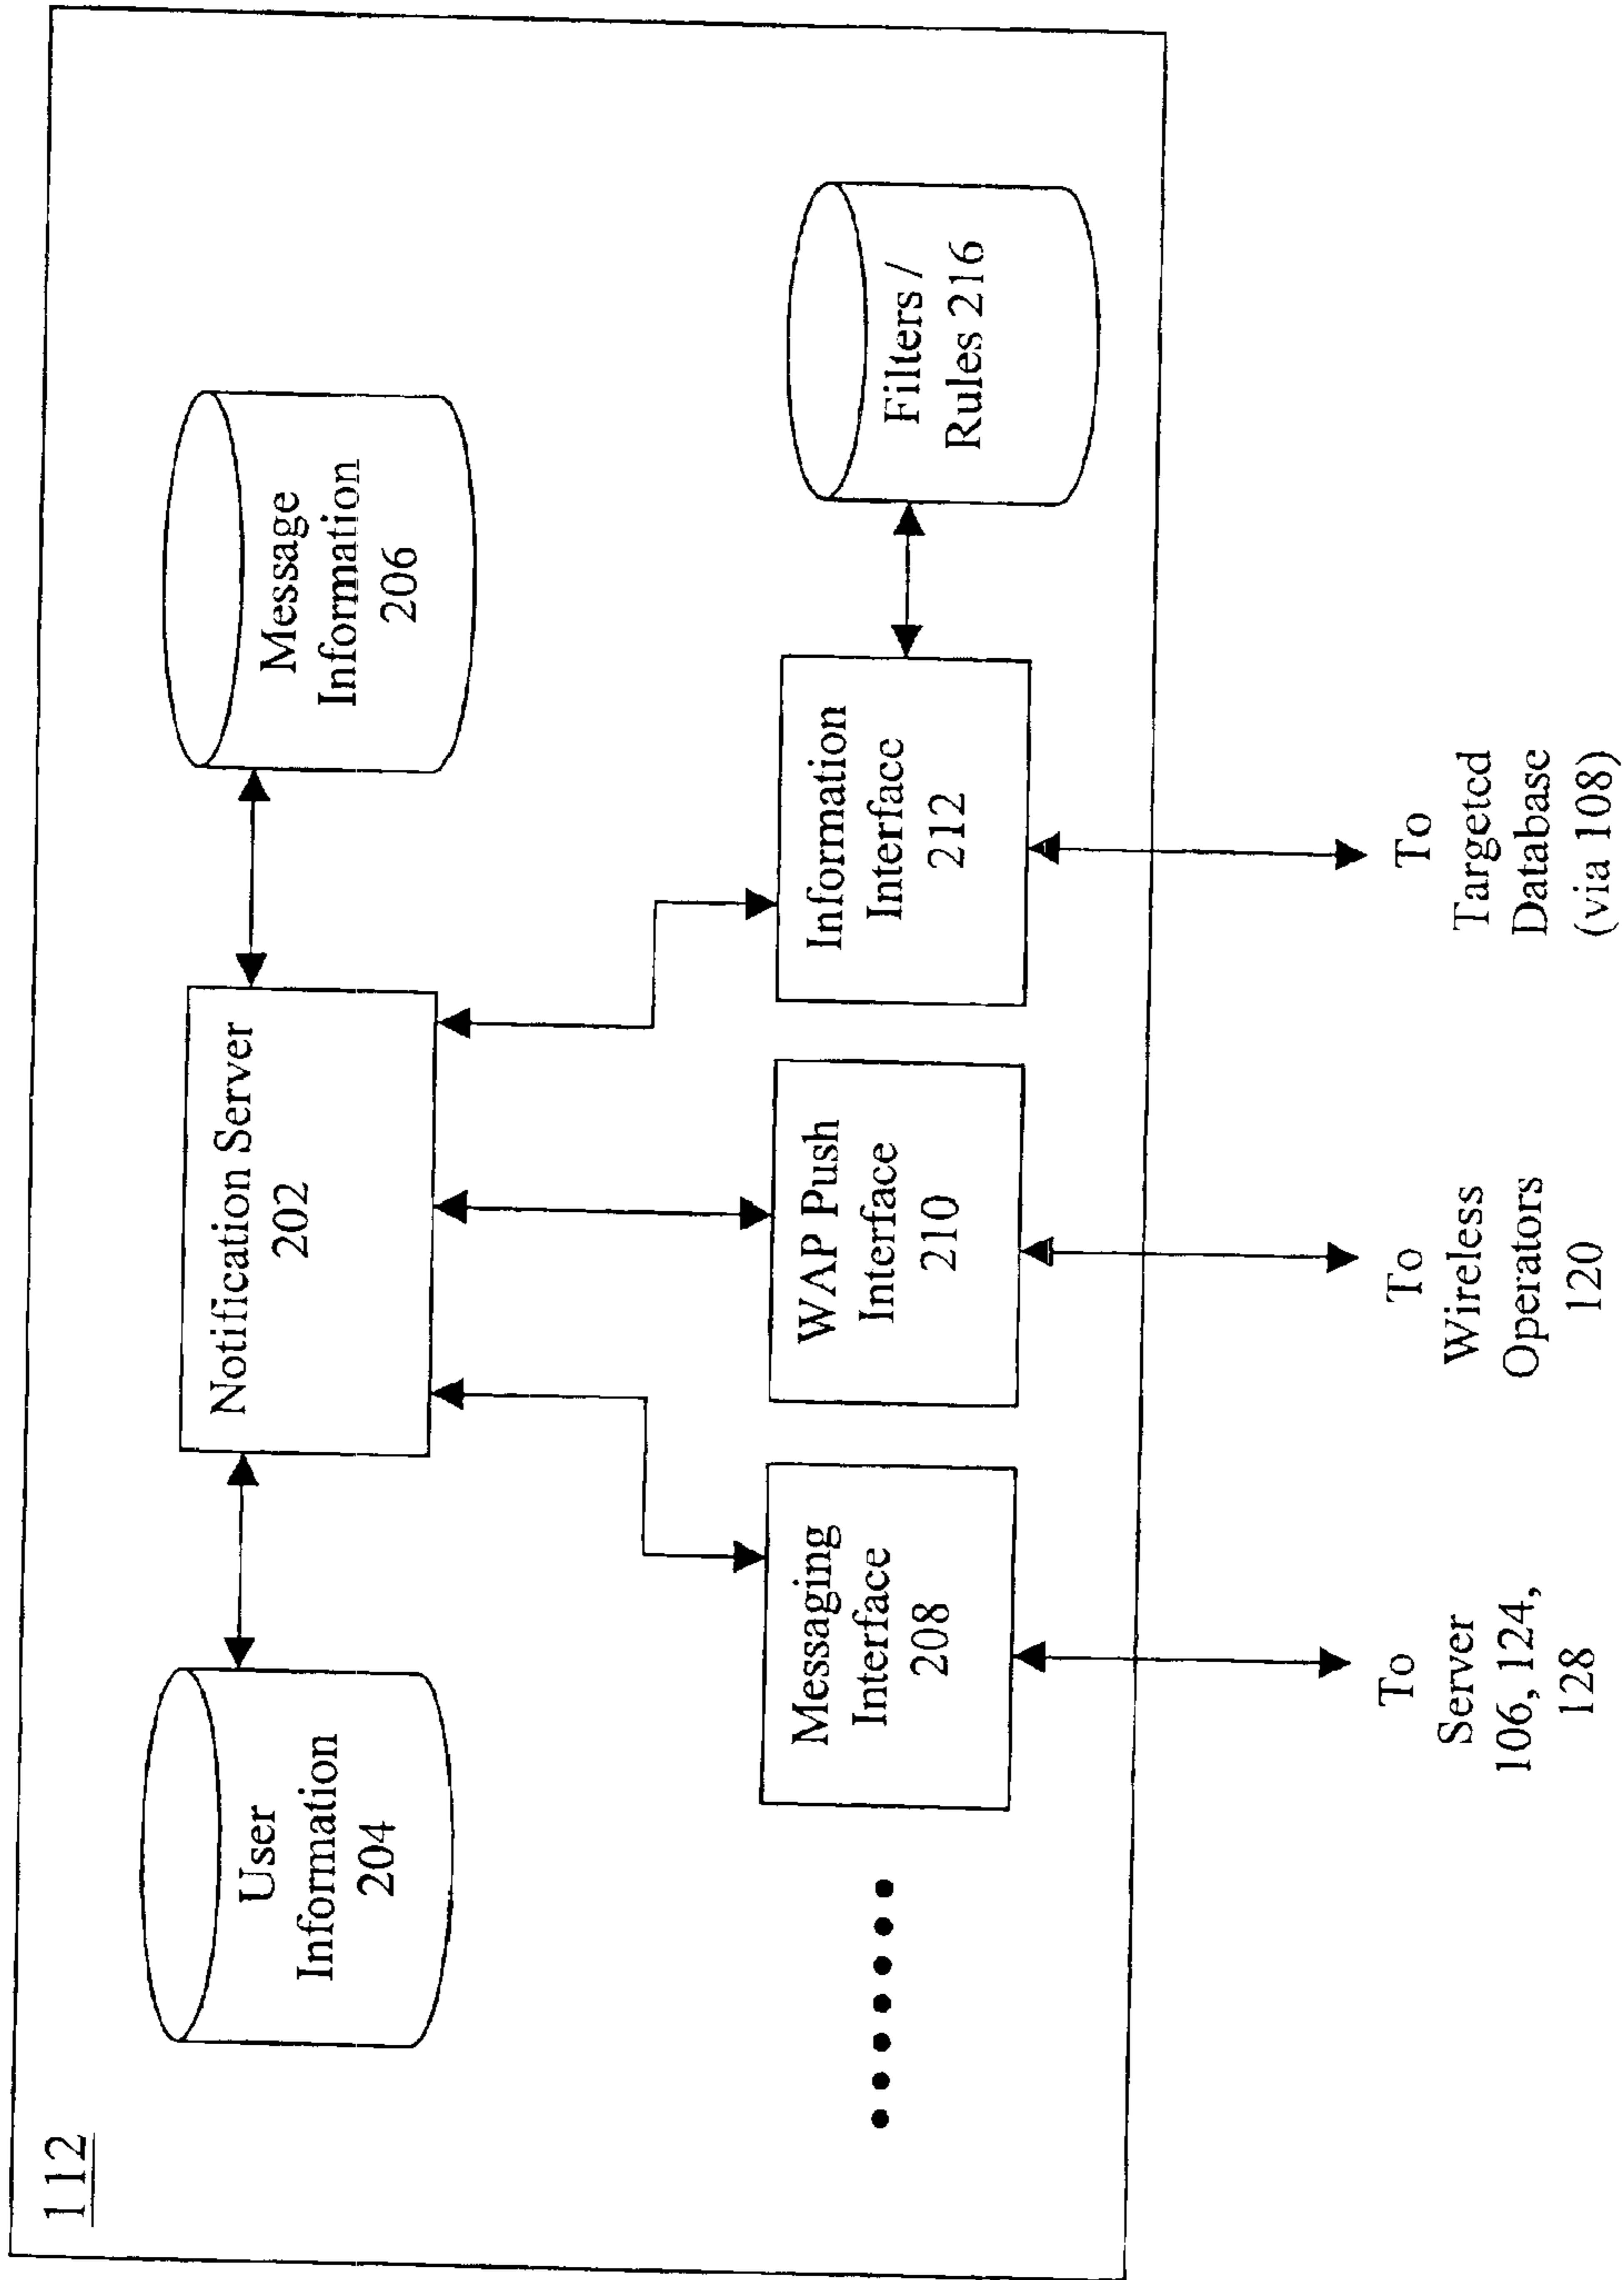 112
User
Information
204
Notification Server
202
Message
Information
206
Messaging
Interface
208
WAP Push
Interface
210
Information
Interface
212
Filters /
Rules 216
To
Server
106, 124,
128
To
Wireless
Operators
120
To
Targeted
Database
(via 108)